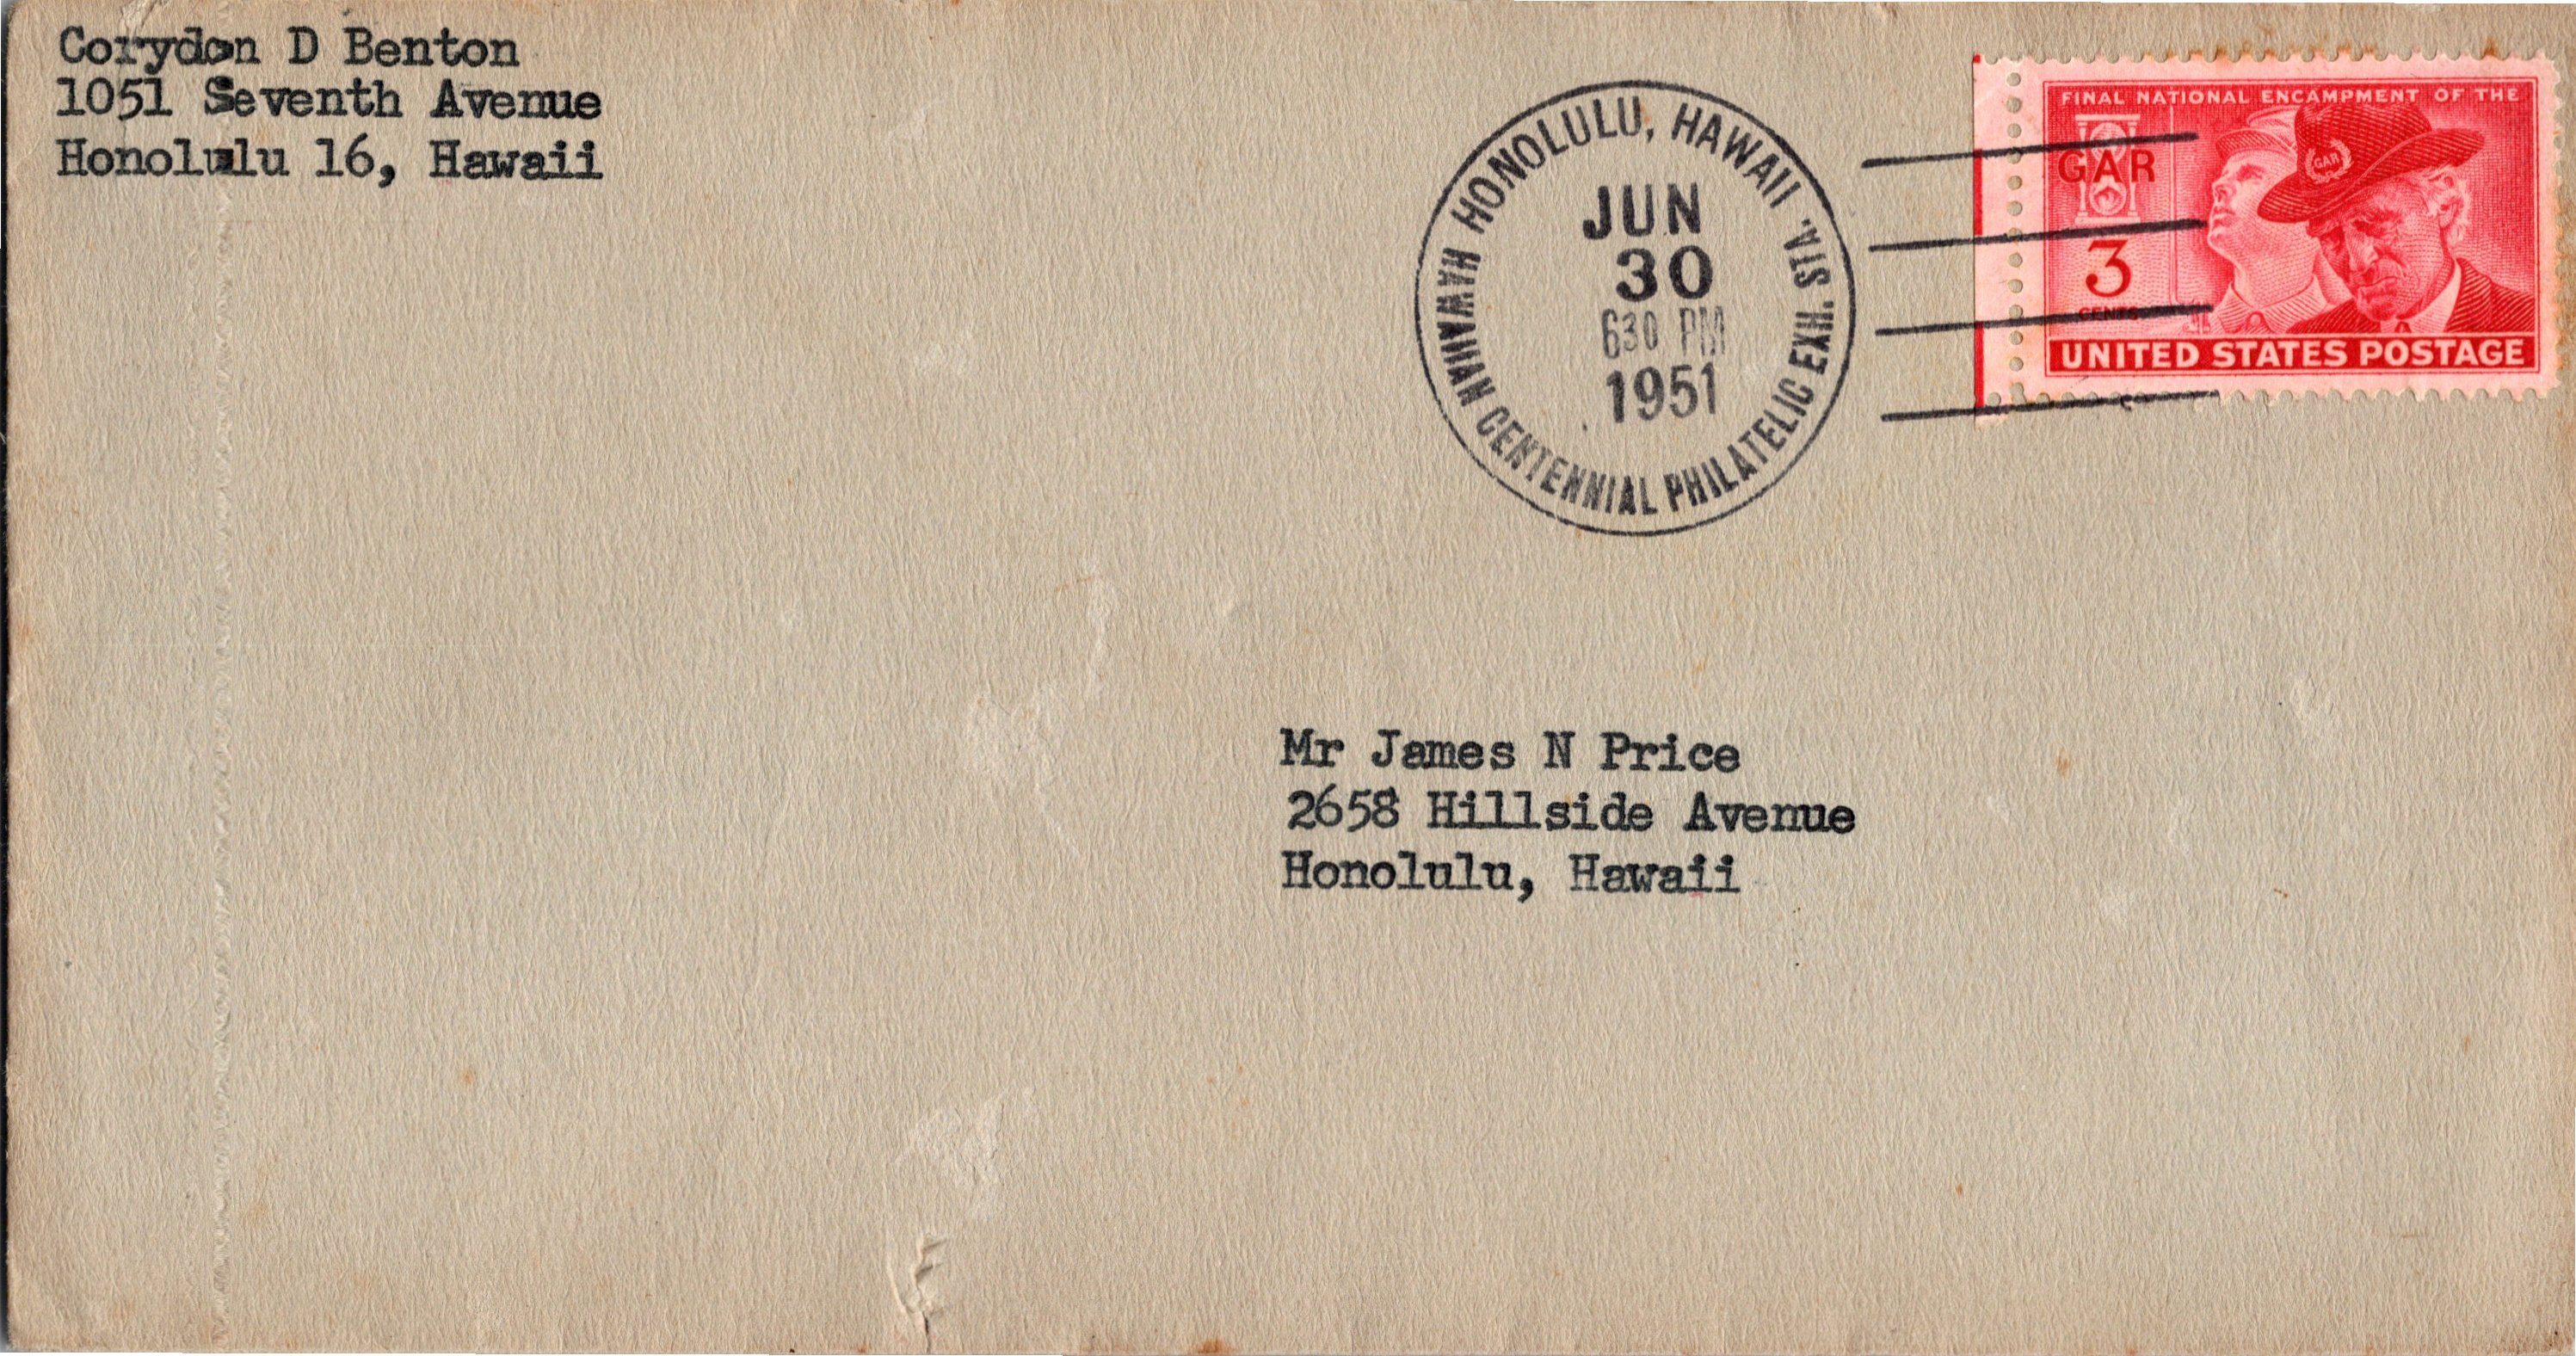 Corydon D Benton
1051 Seventh Avenue
Honolulu 16, Hawaii
HONOLULU, HAWAII
HAWAIIAN CENTENNIAL PHILATELIC EXH. STA.
JUN
30
630 PM
1951
FINAL NATIONAL ENCAMPMENT OF THE
GAR
GAR
3
CENTS
UNITED STATES POSTAGE
Mr James N Price
2658 Hillside Avenue
Honolulu, Hawaii